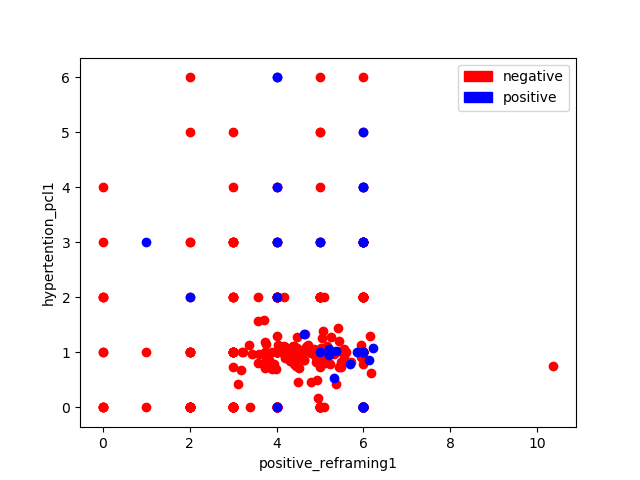 negative
positive
6
5
4
3
2
1
0
hypertention_pcl1
0 2 4 6 8 10
positive_reframing1